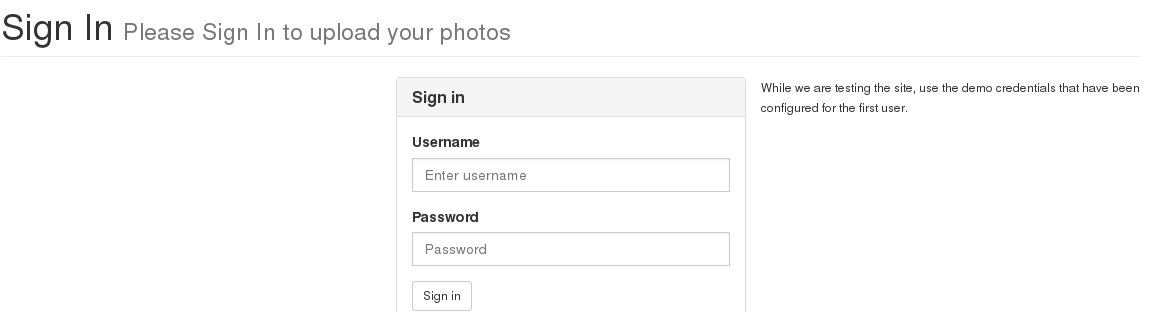 Sign In Please Sign In to upload your photos
Sign in
While we are testing the site, use the demo credentials that have been
configured for the first user.
Username
Enter username
Password
Password
Sign in